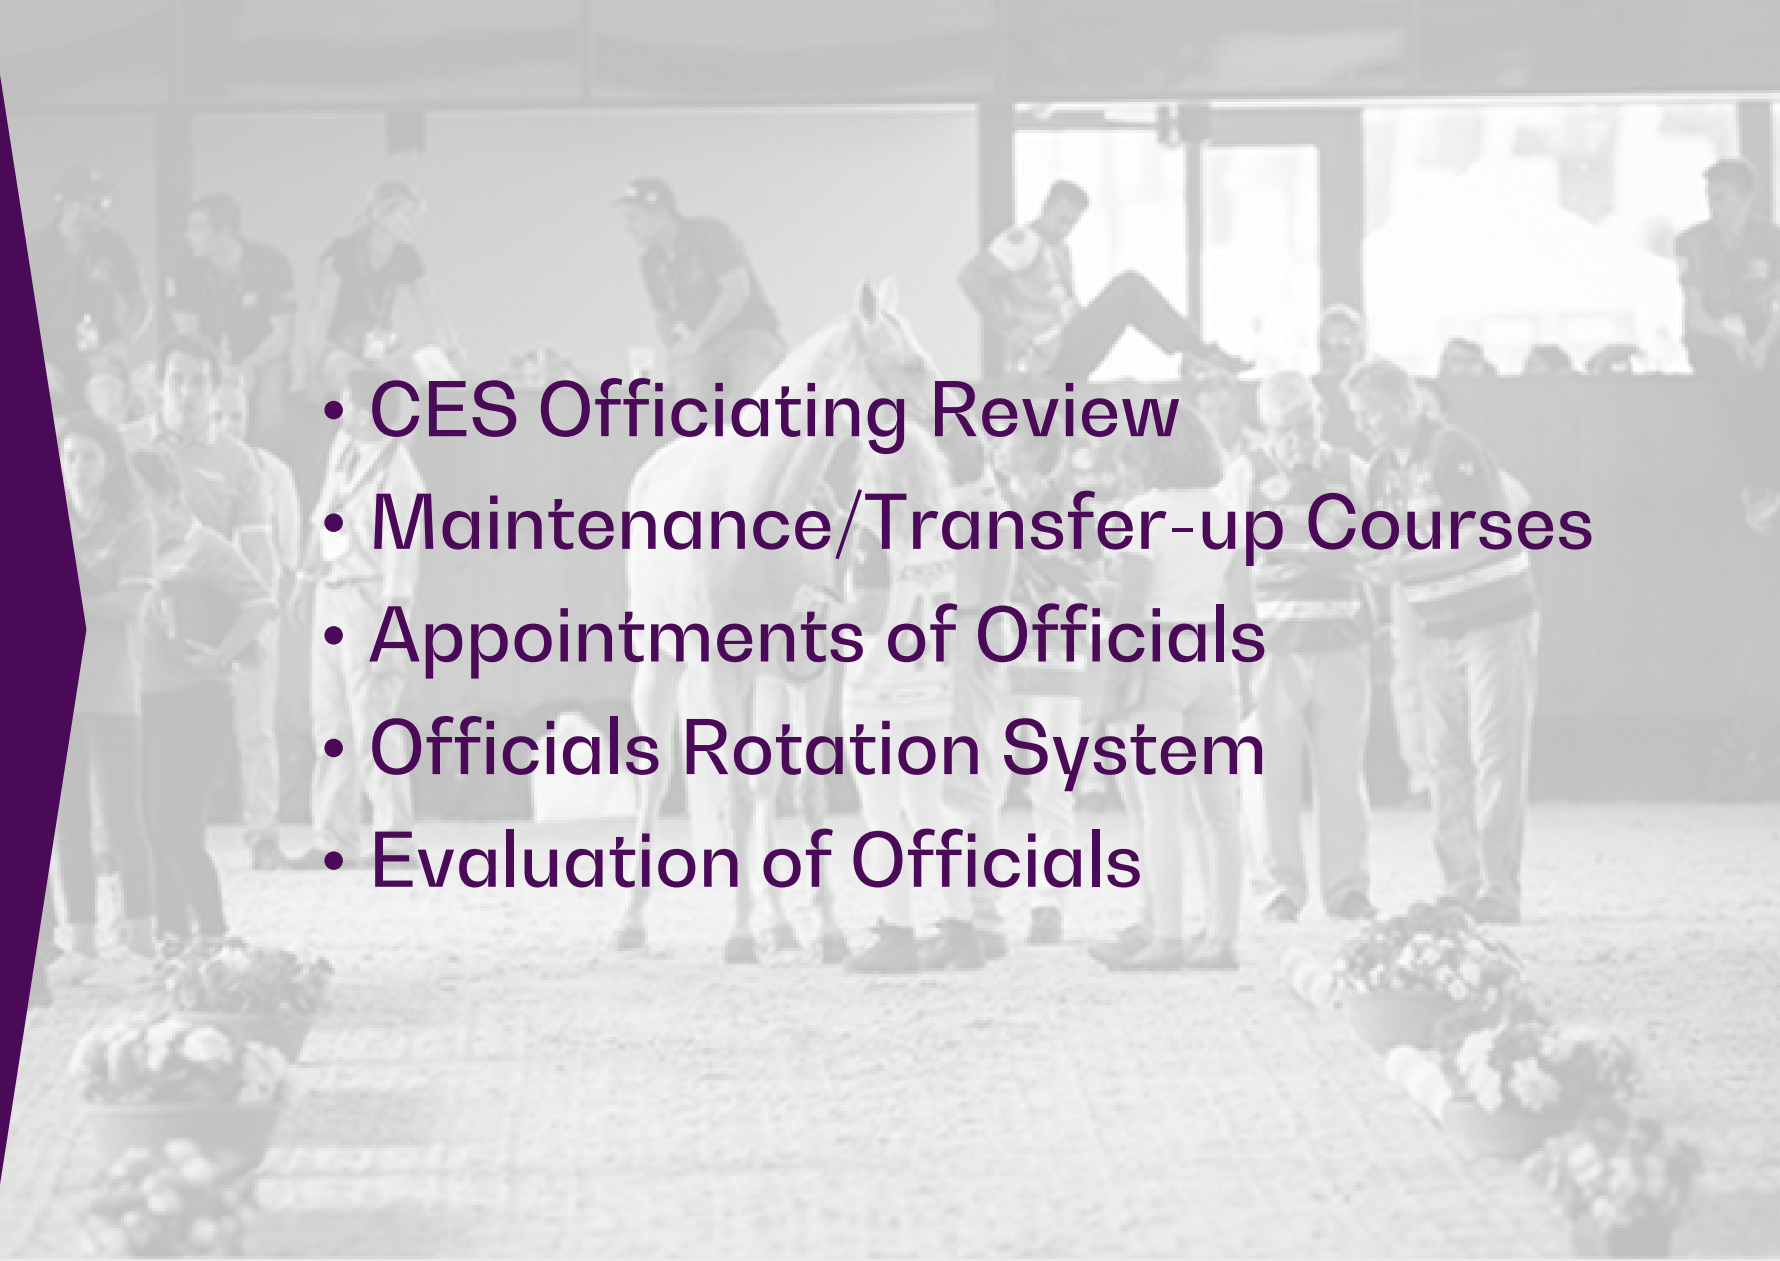 • CES Officiating Review
• Maintenance/Transfer-up Courses
• Appointments of Officials
• Officials Rotation System
• Evaluation of Officials